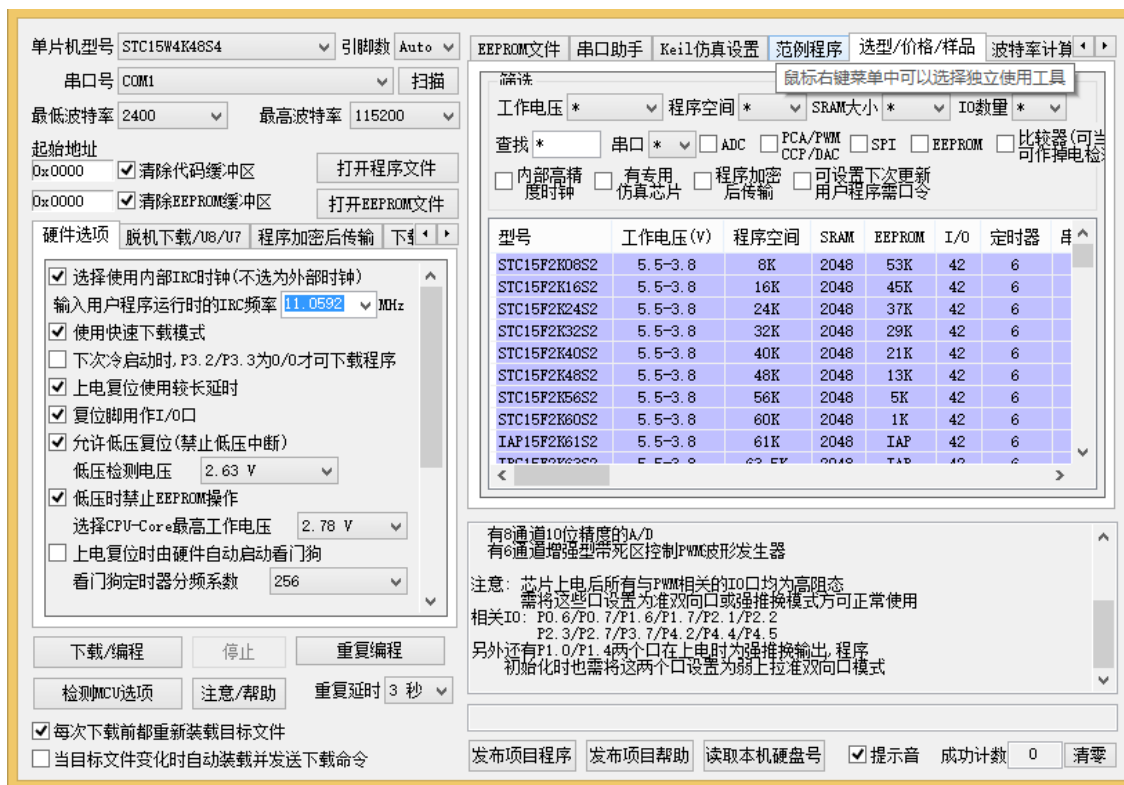 单片机型号 STC15W4K48S4 引脚数 Auto
串口号 COM1 扫描
最低波特率 2400 最高波特率 115200
起始地址
0x0000 清除代码缓冲区 打开程序文件
0x0000 清除EEPROM缓冲区 打开EEPROM文件
硬件选项 脱机下载/U8/U7 程序加密后传输
选择使用内部IRC时钟(不选为外部时钟)
输入用户程序运行时的IRC频率 11.0592 MHz
使用快速下载模式
下次冷启动时,P3.2/P3.3为0/0才可下载程序
上电复位使用较长延时
复位脚用作I/O口
允许低压复位(禁止低压中断)
低压检测电压 2.63 V
低压时禁止EEPROM操作
选择CPU-Core最高工作电压 2.78 V
上电复位时由硬件自动启动看门狗
看门狗定时器分频系数 256
下载/编程 停止 重复编程
检测MCU选项 注意/帮助 重复延时 3 秒
每次下载前都重新装载目标文件
当目标文件变化时自动装载并发送下载命令
EEPROM文件 串口助手 Keil仿真设置 范例程序 选型/价格/样品 波特率计算
鼠标右键菜单中可以选择独立使用工具
筛选
工作电压 * 程序空间 * SRAM大小 * IO数量 *
查找 * 串口 * ADC PCA/PWM CCP/DAC SPI EEPROM 比较器(可当 可作掉电检
内部高精度时钟 有专用仿真芯片 程序加密后传输 可设置下次更新用户程序需口令
型号 工作电压(V) 程序空间 SRAM EEPROM I/O 定时器
STC15F2K08S2 5.5-3.8 8K 2048 53K 42 6
STC15F2K16S2 5.5-3.8 16K 2048 45K 42 6
STC15F2K24S2 5.5-3.8 24K 2048 37K 42 6
STC15F2K32S2 5.5-3.8 32K 2048 29K 42 6
STC15F2K40S2 5.5-3.8 40K 2048 21K 42 6
STC15F2K48S2 5.5-3.8 48K 2048 13K 42 6
STC15F2K56S2 5.5-3.8 56K 2048 5K 42 6
STC15F2K60S2 5.5-3.8 60K 2048 1K 42 6
IAP15F2K61S2 5.5-3.8 61K 2048 IAP 42 6
有8通道10位精度的A/D
有6通道增强型带死区控制PWM波形发生器
注意: 芯片上电后所有与PWM相关的IO口均为高阻态
需将这些口设置为准双向口或强推挽模式方可正常使用
相关IO: P0.6/P0.7/P1.6/P1.7/P2.1/P2.2
P2.3/P2.7/P3.7/P4.2/P4.4/P4.5
另外还有P1.0/P1.4两个口在上电时为强推挽输出,程序
初始化时也需将这两个口设置为弱上拉准双向口模式
发布项目程序 发布项目帮助 读取本机硬盘号 提示音 成功计数 0 清零